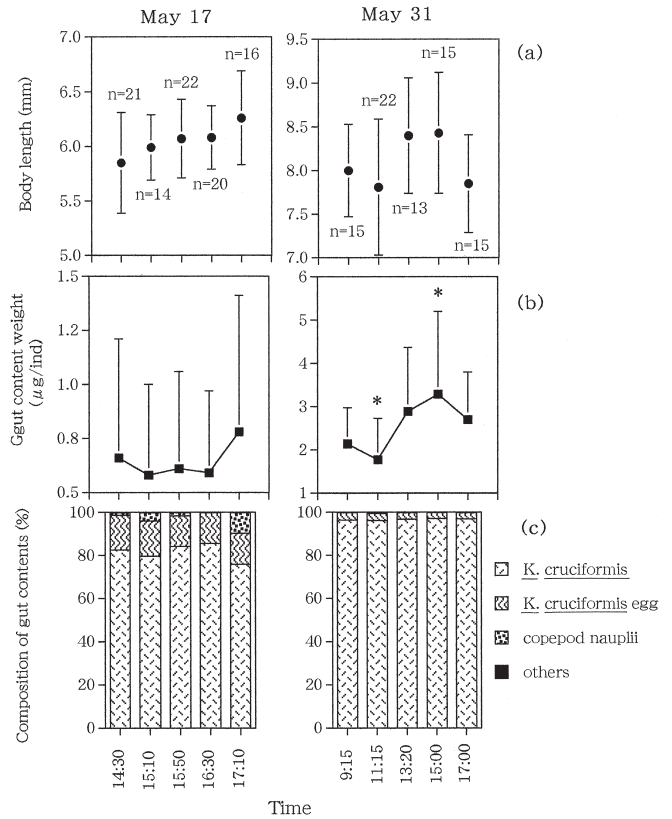 May 17
May 31
(a)
Body length (mm)
7.0
6.5
6.0
5.5
5.0
n=21
n=14
n=22
n=20
n=16
9.5
9.0
8.5
8.0
7.5
7.0
n=15
n=22
n=13
n=15
n=15
(b)
Ggut content weight
(μg/ind)
1.5
1.2
1.0
0.8
0.5
6
5
4
3
2
1
*
*
(c)
Composition of gut contents (%)
100
80
60
40
20
0
100
80
60
40
20
0
K. cruciformis
K. cruciformis egg
copepod nauplii
others
14:30
15:10
15:50
16:30
17:10
9:15
11:15
13:20
15:00
17:00
Time